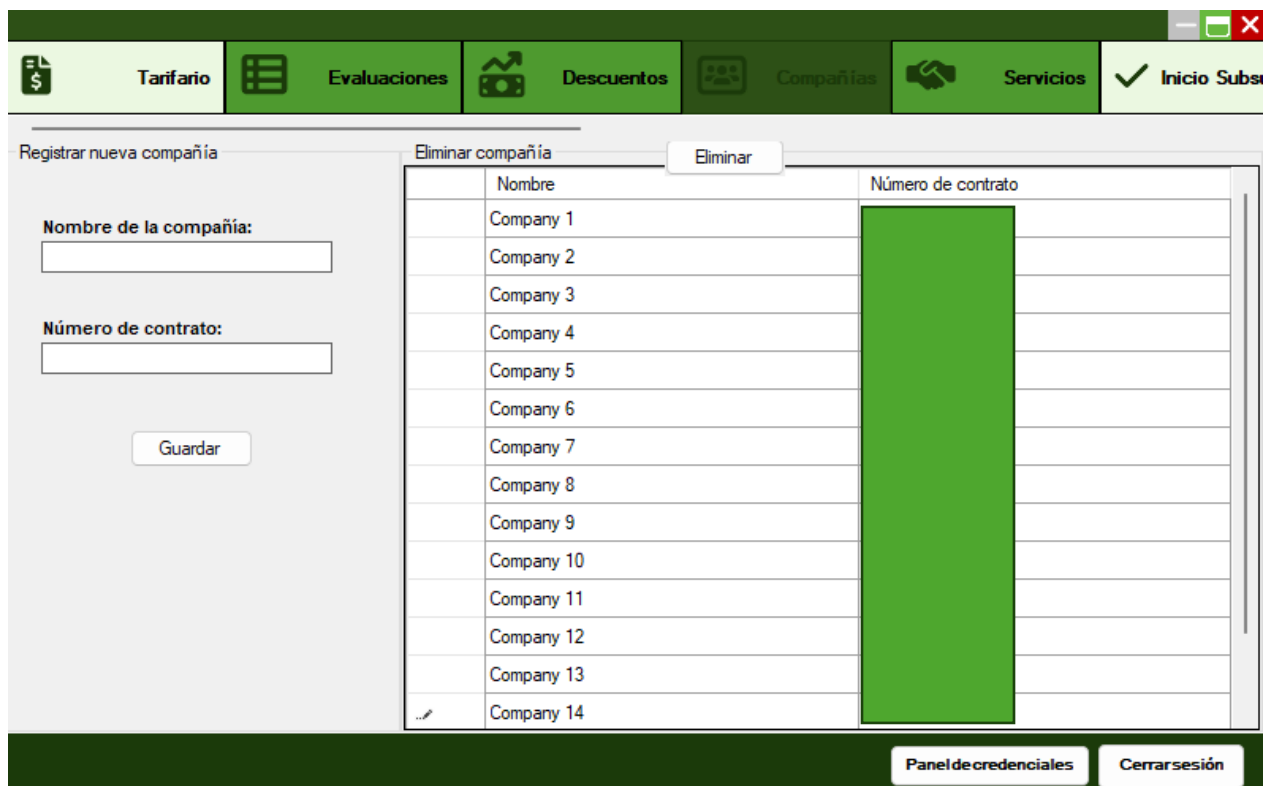 Tarifario Evaluaciones Descuentos Compañías Servicios Inicio Subs
Registrar nueva compañía
Nombre de la compañía:
Número de contrato:
Guardar
Eliminar compañía Eliminar
Nombre Número de contrato
Company 1
Company 2
Company 3
Company 4
Company 5
Company 6
Company 7
Company 8
Company 9
Company 10
Company 11
Company 12
Company 13
Company 14
Panel de credenciales Cerrar sesión